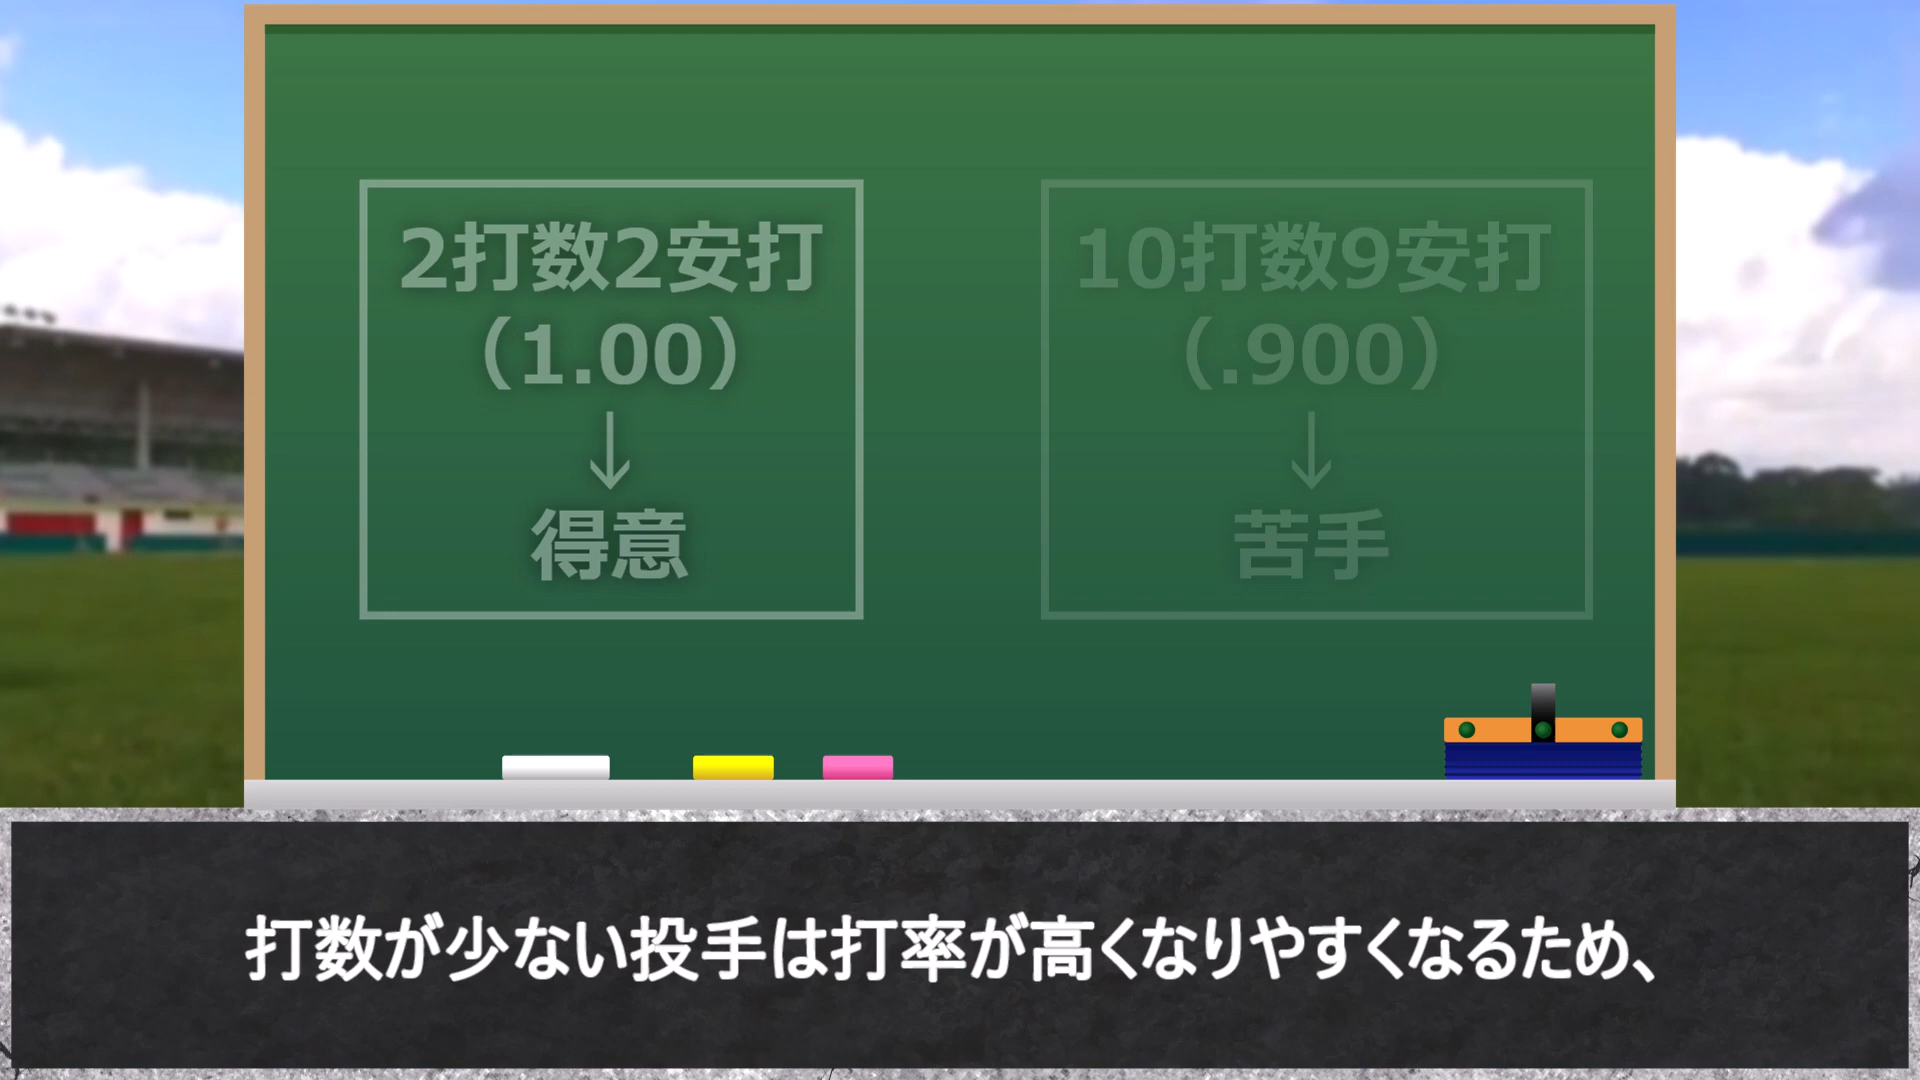 2打数2安打
（1.00）
↓
得意
10打数9安打
（.900）
↓
苦手
打数が少ない投手は打率が高くなりやすくなるため、